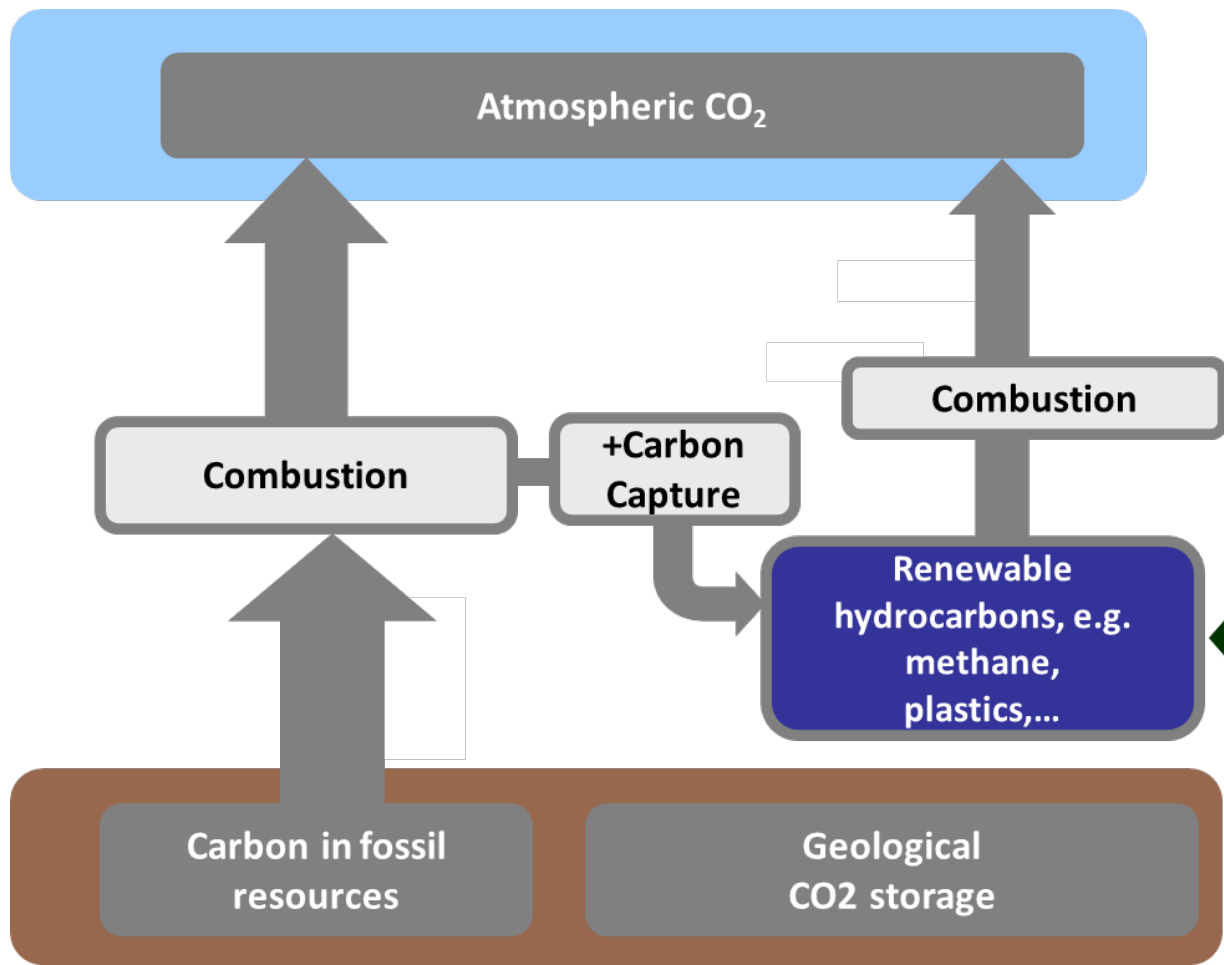 Atmospheric CO₂
Combustion
+Carbon
Capture
Combustion
Renewable
hydrocarbons, e.g.
methane,
plastics,...
Carbon in fossil
resources
Geological
CO2 storage